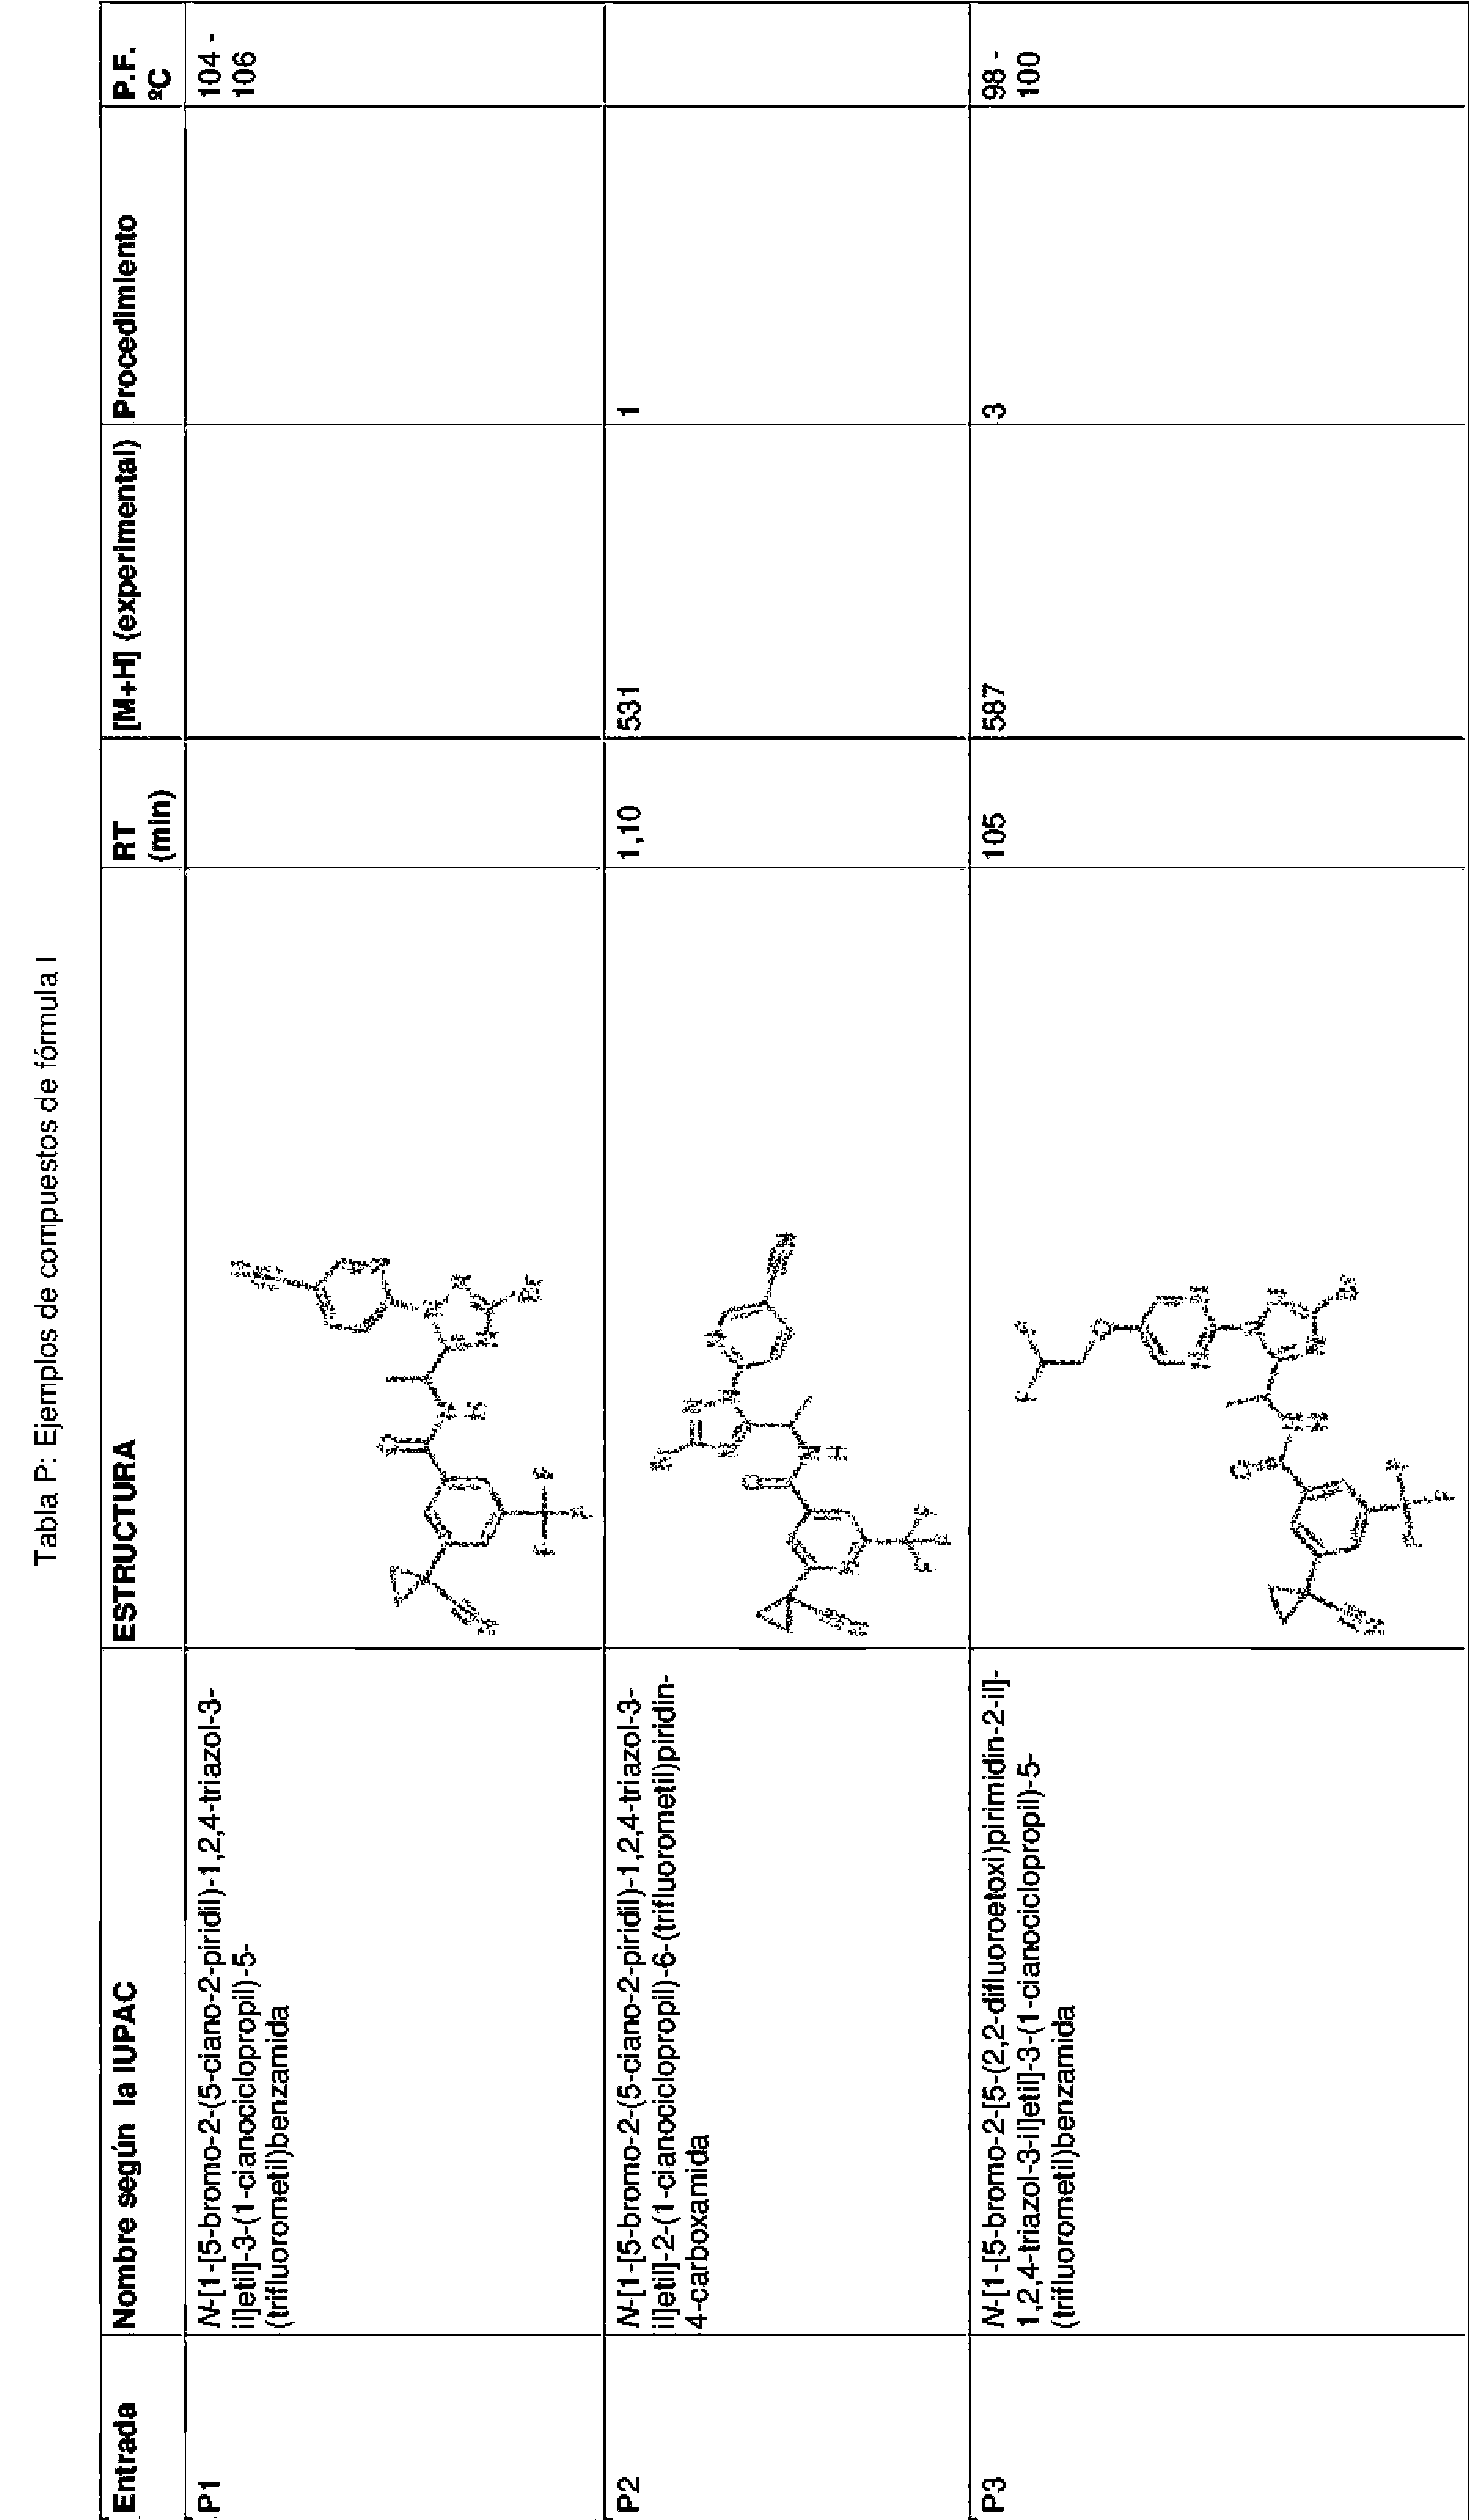 Tabla P: Ejemplos de compuestos de fórmula I
Entrada
Nombre según la IUPAC
ESTRUCTURA
RT
(min)
[M+H] (experimental)
Procedimiento
P.F.
ºC
P1
N-[1-[5-bromo-2-(5-ciano-2-piridil)-1,2,4-triazol-3-
il]etil]-3-(1-cianociclopropil)-5-
(trifluorometil)benzamida
104 -
106
P2
N-[1-[5-bromo-2-(5-ciano-2-piridil)-1,2,4-triazol-3-
il]etil]-2-(1-cianociclopropil)-6-(trifluorometil)piridin-
4-carboxamida
1,10
531
1
P3
N-[1-[5-bromo-2-[5-(2,2-difluoroetoxi)pirimidin-2-il]-
1,2,4-triazol-3-il]etil]-3-(1-cianociclopropil)-5-
(trifluorometil)benzamida
105
587
3
98 -
100